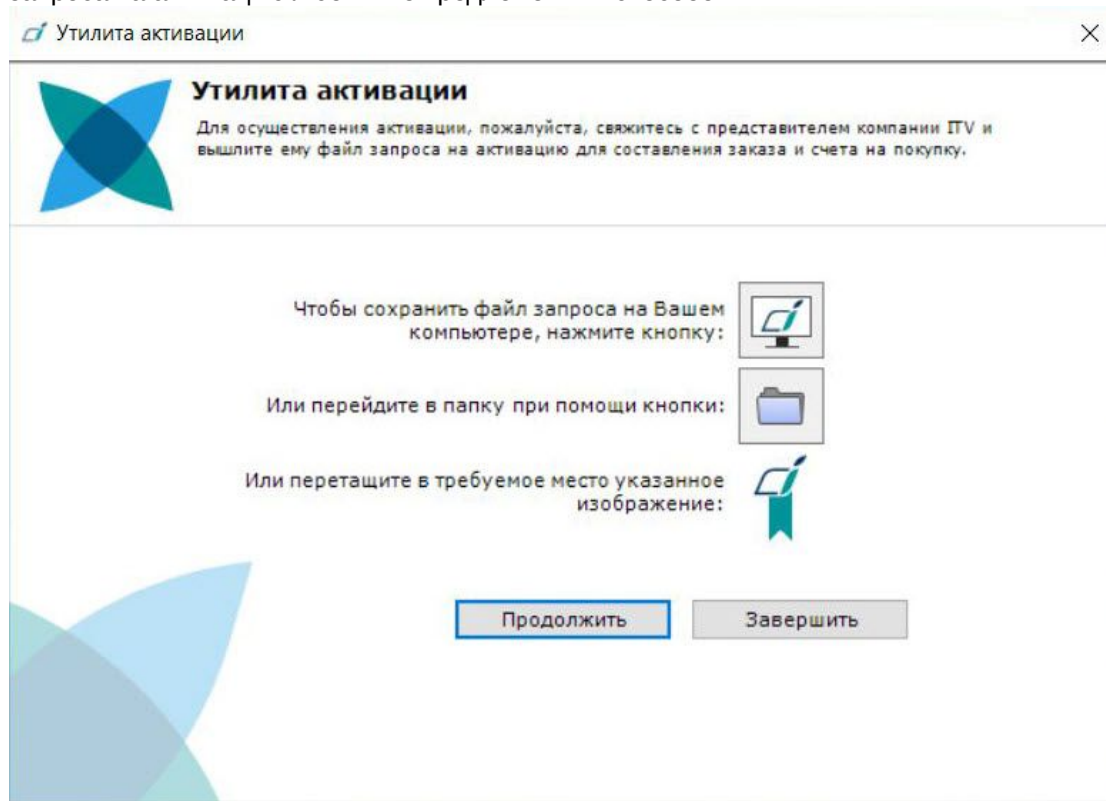 Утилита активации
Утилита активации
Для осуществления активации, пожалуйста, свяжитесь с представителем компании ITV и
вышлите ему файл запроса на активацию для составления заказа и счета на покупку.
Чтобы сохранить файл запроса на Вашем
компьютере, нажмите кнопку:
Или перейдите в папку при помощи кнопки:
Или перетащите в требуемое место указанное
изображение:
Продолжить
Завершить